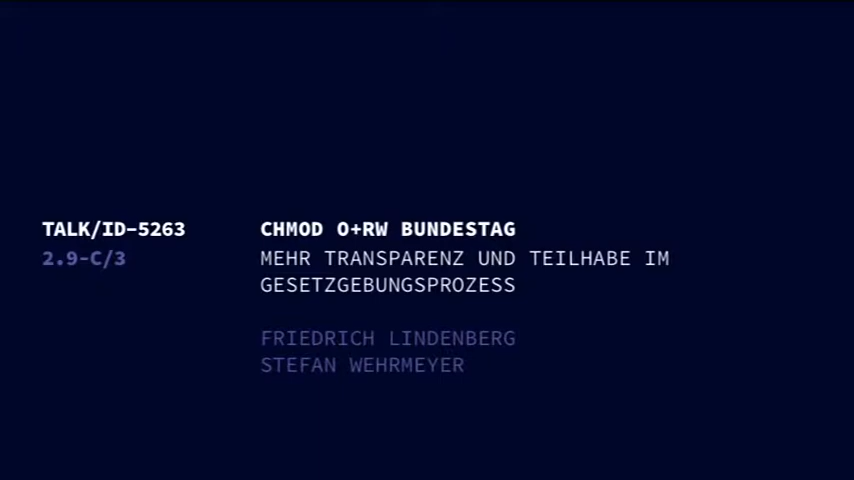 TALK/ID-5263
2.9-C/3
CHMOD O+RW BUNDESTAG
MEHR TRANSPARENZ UND TEILHABE IM
GESETZGEBUNGSPROZESS
FRIEDRICH LINDENBERG
STEFAN WEHRMEYER